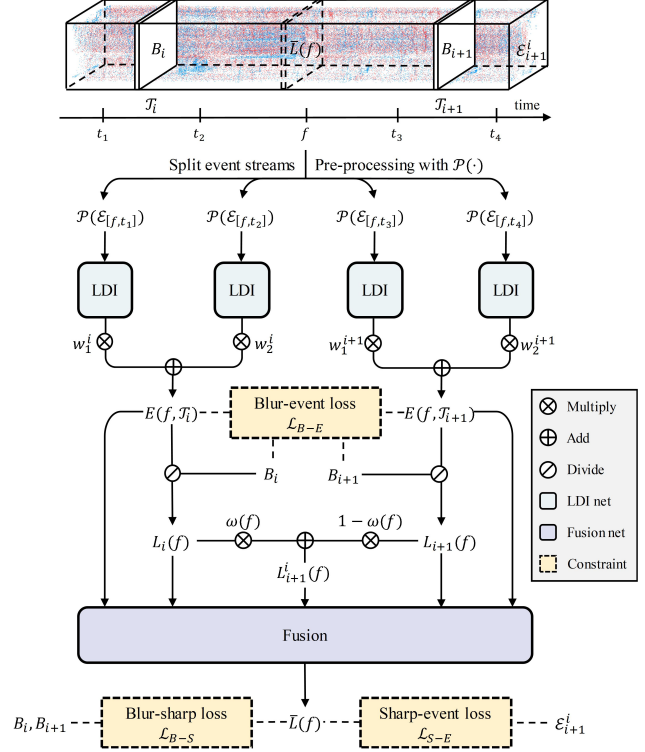 B_i L̄(f) B_{i+1} ℰ^i_{i+1}
𝒯_i 𝒯_{i+1} time
t_1 t_2 f t_3 t_4
Split event streams Pre-processing with 𝒫(·)
𝒫(ℰ_{[f,t_1]}) 𝒫(ℰ_{[f,t_2]}) 𝒫(ℰ_{[f,t_3]}) 𝒫(ℰ_{[f,t_4]})
LDI LDI LDI LDI
w^i_1 w^i_2 w^{i+1}_1 w^{i+1}_2
E(f, 𝒯_i) Blur-event loss E(f, 𝒯_{i+1})
ℒ_{B-E}
B_i B_{i+1}
ω(f) 1 − ω(f)
L_i(f) L_{i+1}(f)
L^i_{i+1}(f)
Fusion
Blur-sharp loss Sharp-event loss
B_i, B_{i+1} L̄(f) ℰ^i_{i+1}
ℒ_{B-S} ℒ_{S-E}
Multiply
Add
Divide
LDI net
Fusion net
Constraint